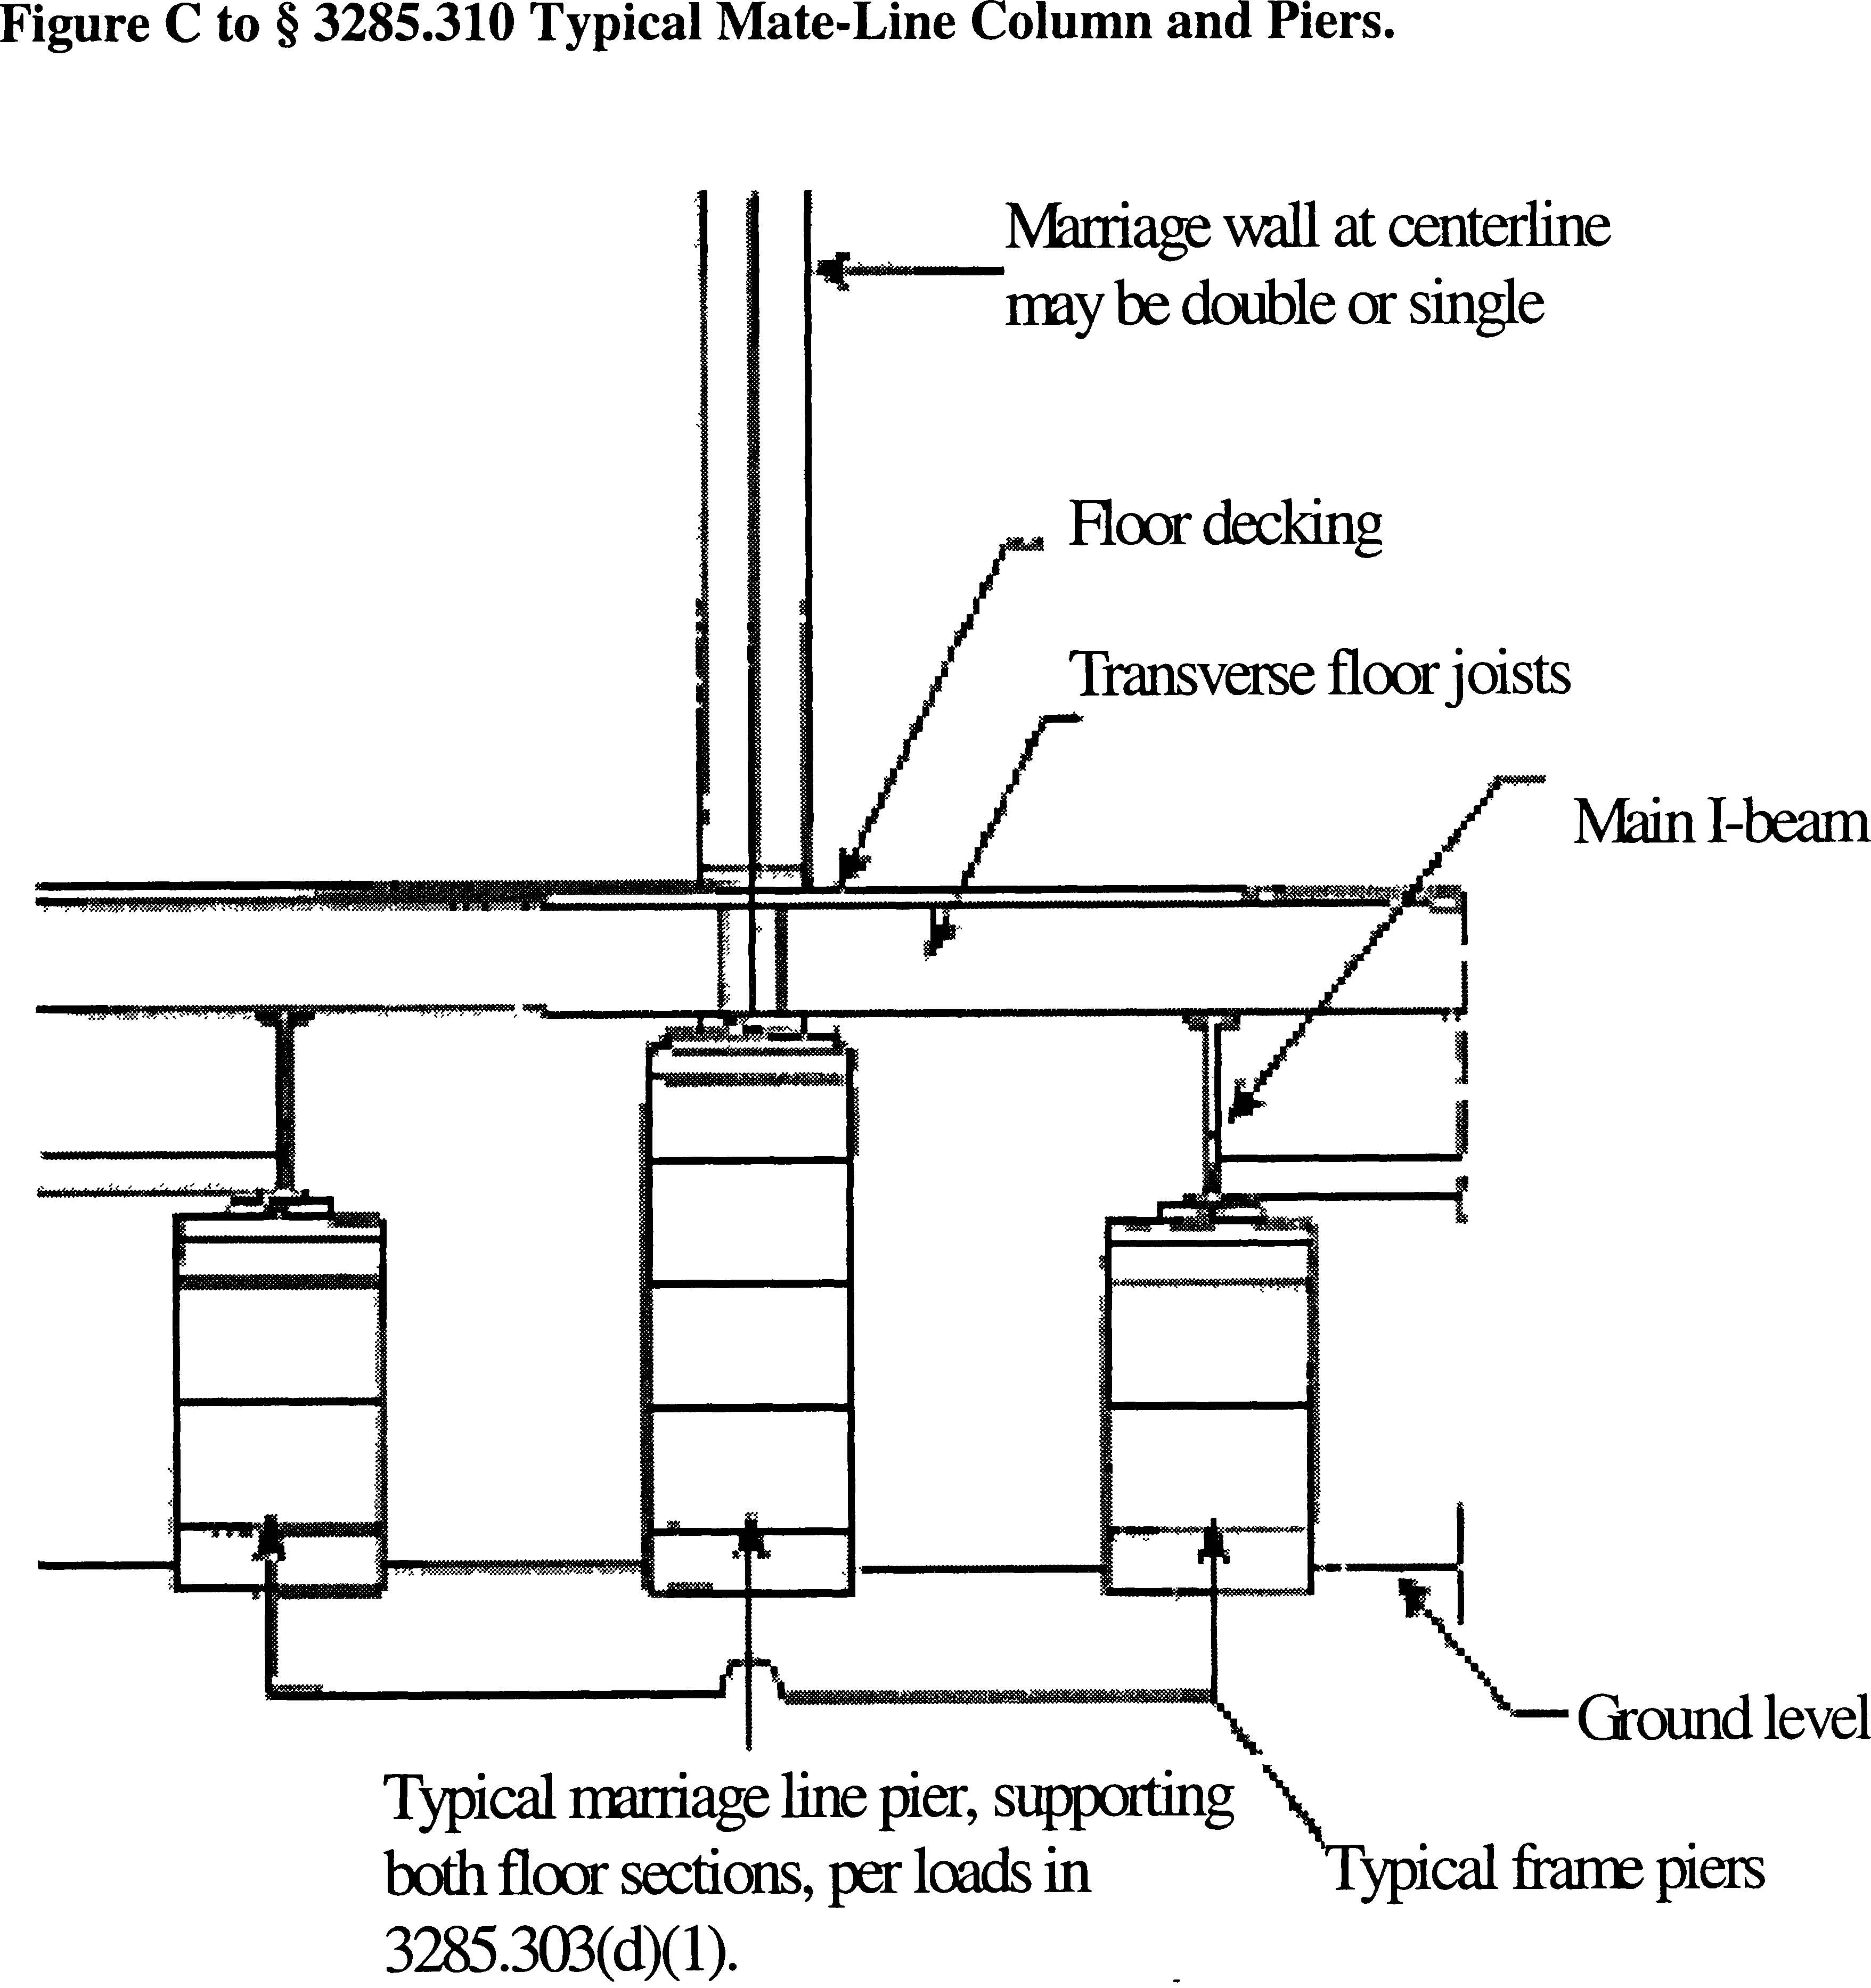 Figure C to § 3285.310 Typical Mate-Line Column and Piers.
Marriage wall at centerline
may be double or single
Floor decking
Transverse floor joists
Main I-beam
Ground level
Typical marriage line pier, supporting
both floor sections, per loads in
3285.303(d)(1).
Typical frame piers